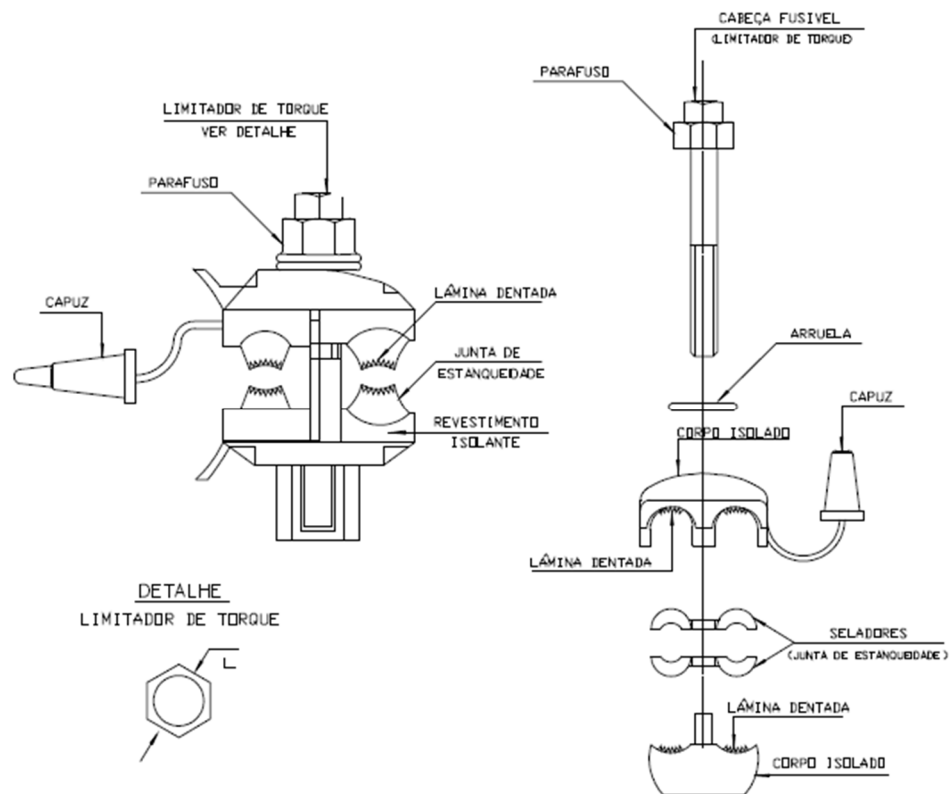 LIMITADOR DE TORQUE
VER DETALHE
PARAFUSO
CAPUZ
LÂMINA DENTADA
JUNTA DE
ESTANQUEIDADE
REVESTIMENTO
ISOLANTE
DETALHE
LIMITADOR DE TORQUE
L
CABEÇA FUSIVEL
(LIMITADOR DE TORQUE)
PARAFUSO
ARRUELA
CAPUZ
CORPO ISOLADO
LÂMINA DENTADA
SELADORES
(JUNTA DE ESTANQUEIDADE)
LÂMINA DENTADA
CORPO ISOLADO